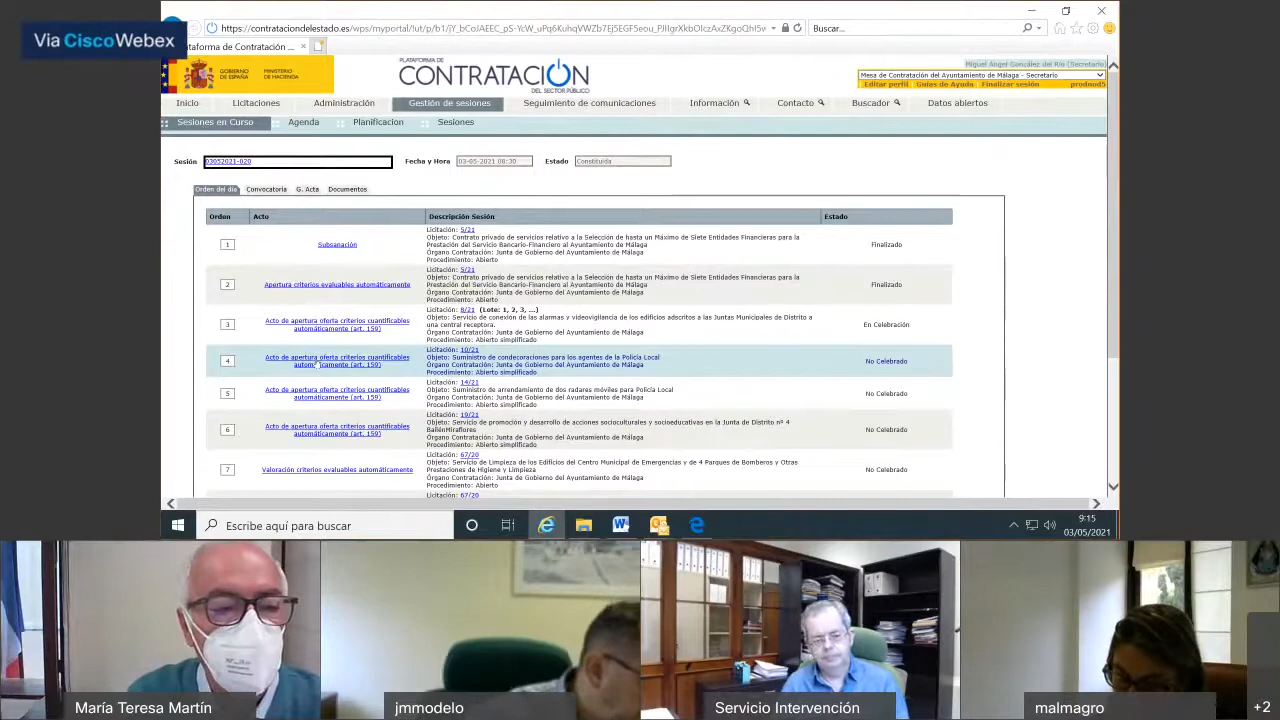 Via Cisco Webex
https://contrataciondelestado.es/wps/myportal/!ut/p/b1/
Buscar...
ataforma de Contratación ...
GOBIERNO DE ESPAÑA
MINISTERIO DE HACIENDA
PLATAFORMA DE
CONTRATACIÓN
DEL SECTOR PÚBLICO
Miguel Ángel González del Río (Secretario)
Mesa de Contratación del Ayuntamiento de Málaga - Secretario
Editar perfil Guías de Ayuda Finalizar sesión prodnod5
Inicio Licitaciones Administración Gestión de sesiones Seguimiento de comunicaciones Información Contacto Buscador Datos abiertos
Sesiones en Curso Agenda Planificacion Sesiones
Sesión 03052021-020 Fecha y Hora 03-05-2021 08:30 Estado Constituida
Orden del día Convocatoria G. Acta Documentos
Orden Acto Descripción Sesión Estado
Licitación: 5/21
Objeto: Contrato privado de servicios relativo a la Selección de hasta un Máximo de Siete Entidades Financieras para la
1 Subsanación Prestación del Servicio Bancario-Financiero al Ayuntamiento de Málaga Finalizado
Órgano Contratación: Junta de Gobierno del Ayuntamiento de Málaga
Procedimiento: Abierto
Licitación: 5/21
Objeto: Contrato privado de servicios relativo a la Selección de hasta un Máximo de Siete Entidades Financieras para la
2 Apertura criterios evaluables automáticamente Prestación del Servicio Bancario-Financiero al Ayuntamiento de Málaga Finalizado
Órgano Contratación: Junta de Gobierno del Ayuntamiento de Málaga
Procedimiento: Abierto
Licitación: 8/21 (Lote: 1, 2, 3, ...)
Acto de apertura oferta criterios cuantificables Objeto: Servicio de conexión de las alarmas y videovigilancia de los edificios adscritos a las Juntas Municipales de Distrito a
3 automáticamente (art. 159) una central receptora. En Celebración
Órgano Contratación: Junta de Gobierno del Ayuntamiento de Málaga
Procedimiento: Abierto simplificado
Licitación: 10/21
Acto de apertura oferta criterios cuantificables Objeto: Suministro de condecoraciones para los agentes de la Policía Local
4 automáticamente (art. 159) Órgano Contratación: Junta de Gobierno del Ayuntamiento de Málaga No Celebrado
Procedimiento: Abierto simplificado
Licitación: 14/21
Acto de apertura oferta criterios cuantificables Objeto: Suministro de arrendamiento de dos radares móviles para Policía Local
5 automáticamente (art. 159) Órgano Contratación: Junta de Gobierno del Ayuntamiento de Málaga No Celebrado
Procedimiento: Abierto simplificado
Licitación: 19/21
Acto de apertura oferta criterios cuantificables Objeto: Servicio de promoción y desarrollo de acciones socioculturales y socioeducativas en la Junta de Distrito nº 4
6 automáticamente (art. 159) BailénMiraflores No Celebrado
Órgano Contratación: Junta de Gobierno del Ayuntamiento de Málaga
Procedimiento: Abierto simplificado
Licitación: 67/20
Objeto: Servicio de Limpieza de los Edificios del Centro Municipal de Emergencias y de 4 Parques de Bomberos y Otras
7 Valoración criterios evaluables automáticamente Prestaciones de Higiene y Limpieza No Celebrado
Órgano Contratación: Junta de Gobierno del Ayuntamiento de Málaga
Procedimiento: Abierto
Licitación: 67/20
Escribe aquí para buscar
9:15
03/05/2021
María Teresa Martín jmmodelo Servicio Intervención malmagro +2